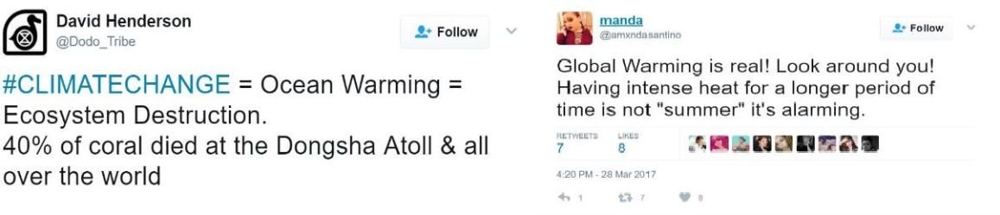 David Henderson
@Dodo_Tribe
Follow
#CLIMATECHANGE = Ocean Warming =
Ecosystem Destruction.
40% of coral died at the Dongsha Atoll & all
over the world
manda
@amxndasantino
Follow
Global Warming is real! Look around you!
Having intense heat for a longer period of
time is not "summer" it's alarming.
RETWEETS LIKES
7 8
4:20 PM - 28 Mar 2017
1 7 8